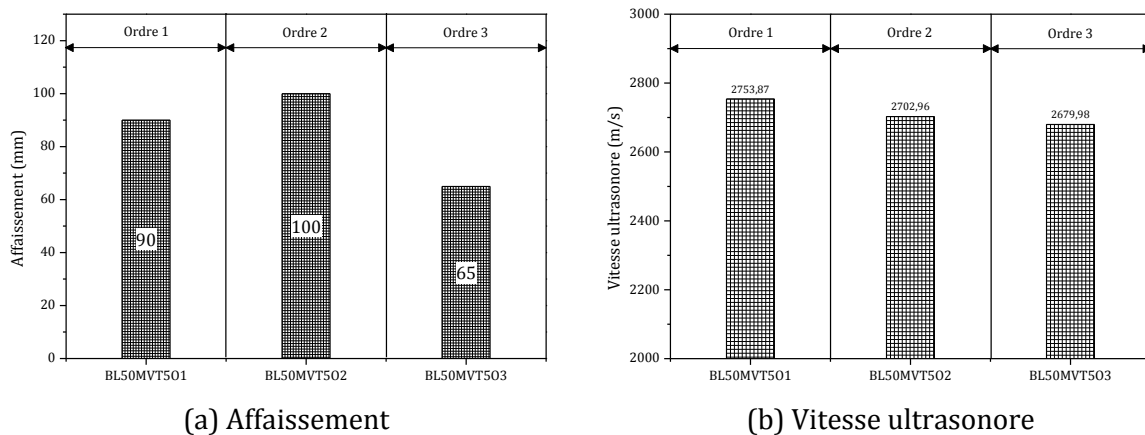 Ordre 1
Ordre 2
Ordre 3
120
100
80
60
40
20
0
Affaissement (mm)
90
100
65
BL50MVT5O1
BL50MVT5O2
BL50MVT5O3
(a) Affaissement
Ordre 1
Ordre 2
Ordre 3
3000
2800
2600
2400
2200
2000
Vitesse ultrasonore (m/s)
2753,87
2702,96
2679,98
BL50MVT5O1
BL50MVT5O2
BL50MVT5O3
(b) Vitesse ultrasonore